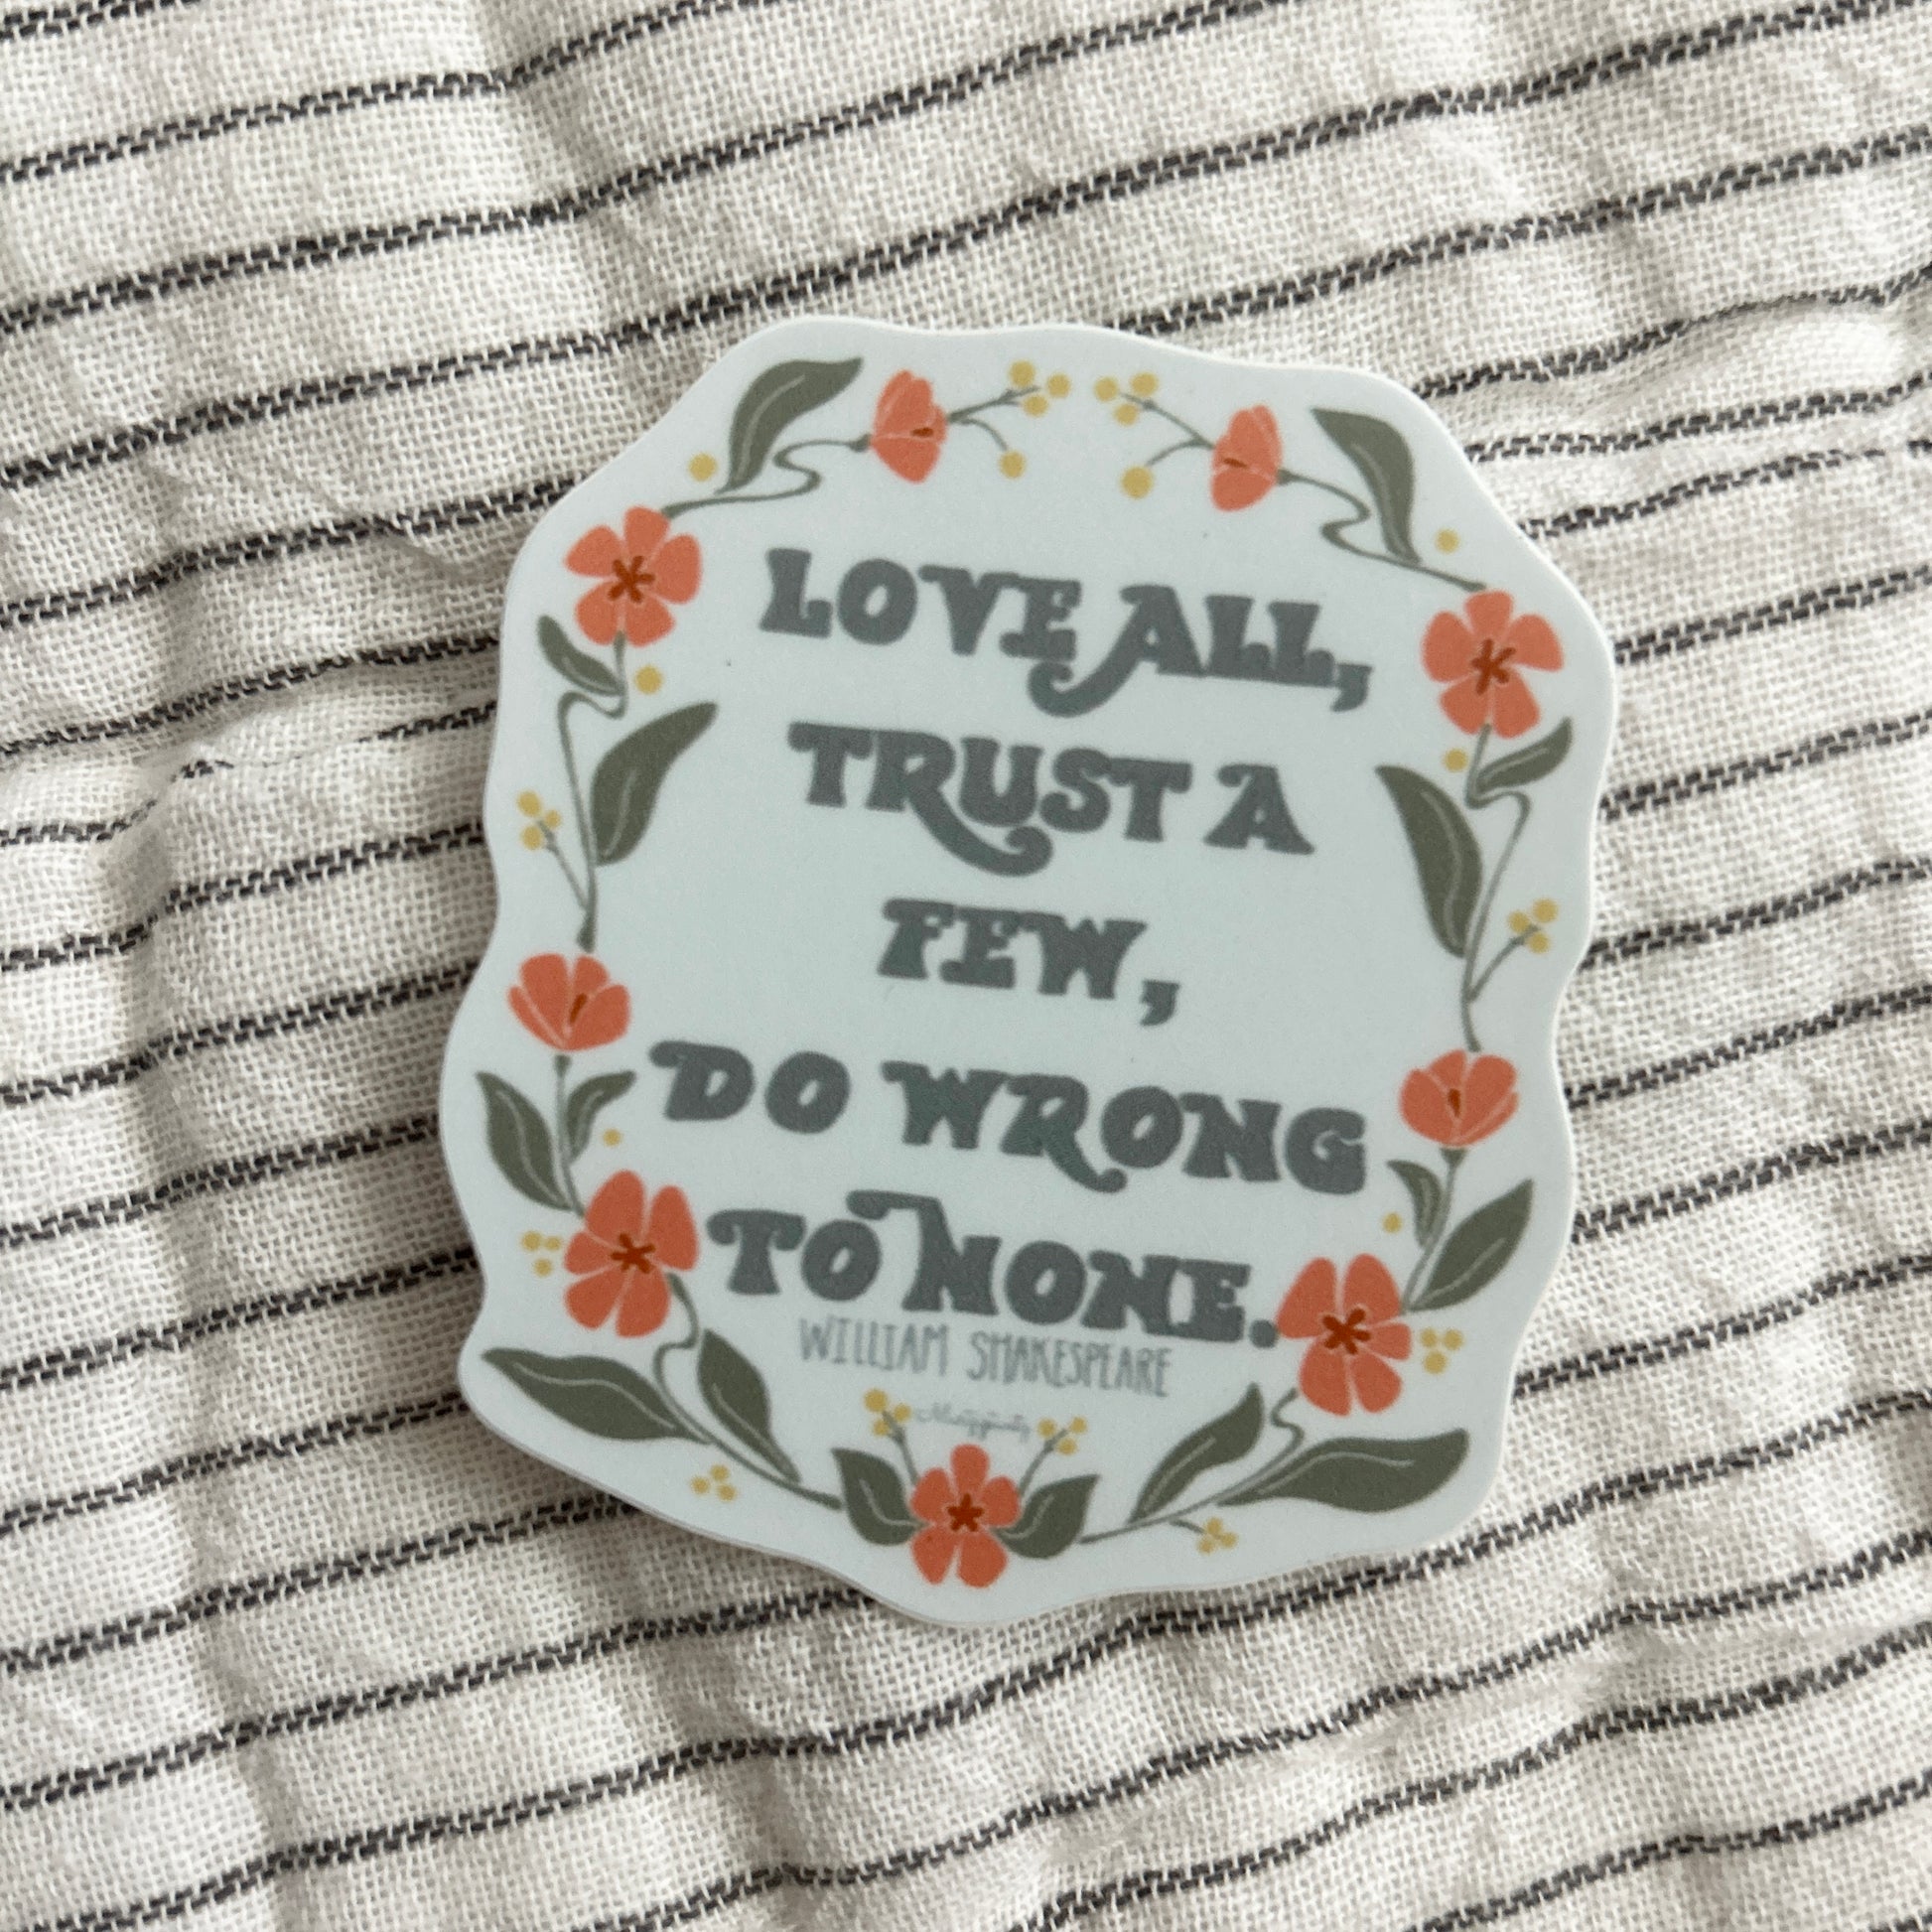 LOVE ALL,
TRUST A
FEW,
DO WRONG
TO NONE.
WILLIAM SHAKESPEARE